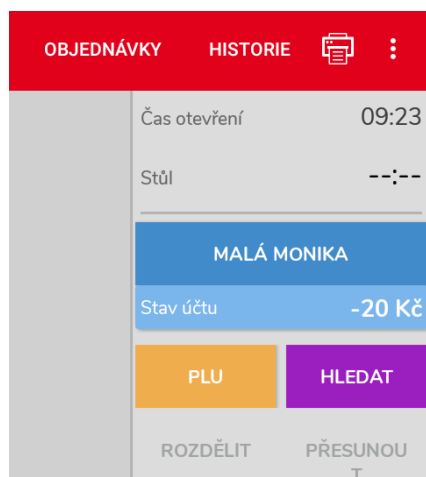 OBJEDNÁVKY HISTORIE
Čas otevření 09:23
Stůl --:--
MALÁ MONIKA
Stav účtu -20 Kč
PLU HLEDAT
ROZDĚLIT PŘESUNOU
T